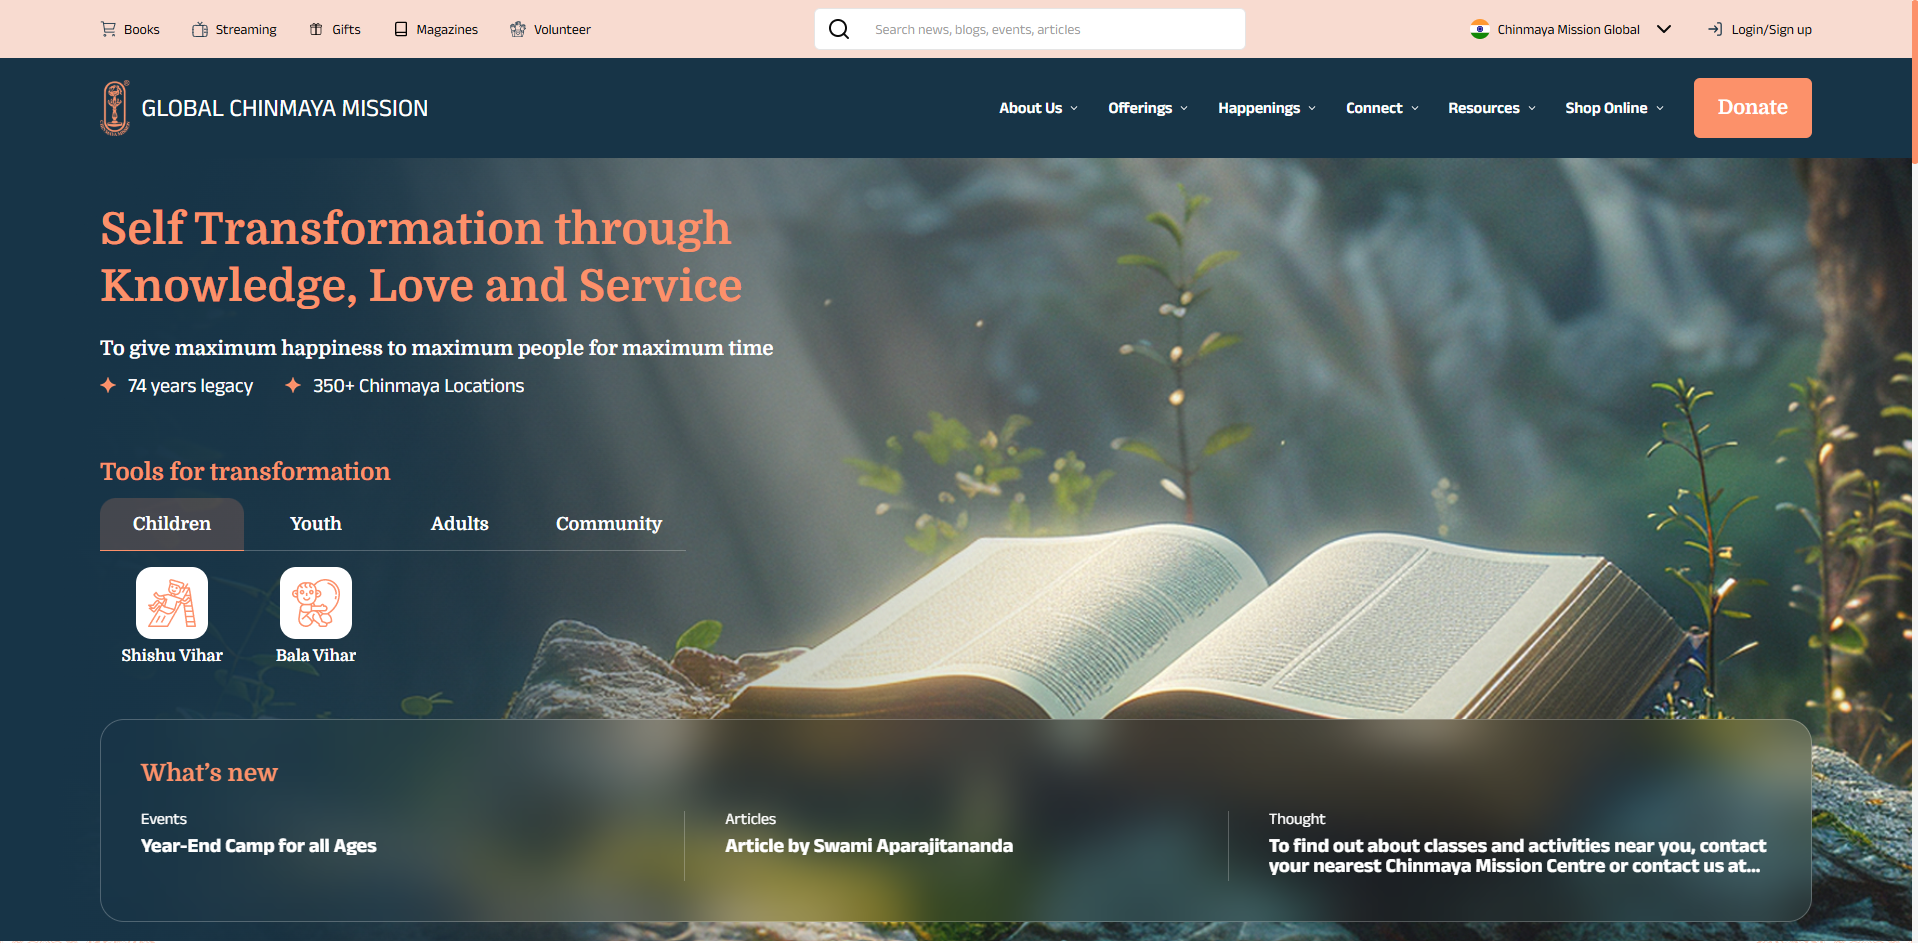 Books
Streaming
Gifts
Magazines
Volunteer
Search news, blogs, events, articles
Chinmaya Mission Global
Login/Sign up
GLOBAL CHINMAYA MISSION
About Us
Offerings
Happenings
Connect
Resources
Shop Online
Donate
Self Transformation through
Knowledge, Love and Service
To give maximum happiness to maximum people for maximum time
74 years legacy
350+ Chinmaya Locations
Tools for transformation
Children
Youth
Adults
Community
Shishu Vihar
Bala Vihar
What's new
Events
Year-End Camp for all Ages
Articles
Article by Swami Aparajitananda
Thought
To find out about classes and activities near you, contact
your nearest Chinmaya Mission Centre or contact us at...